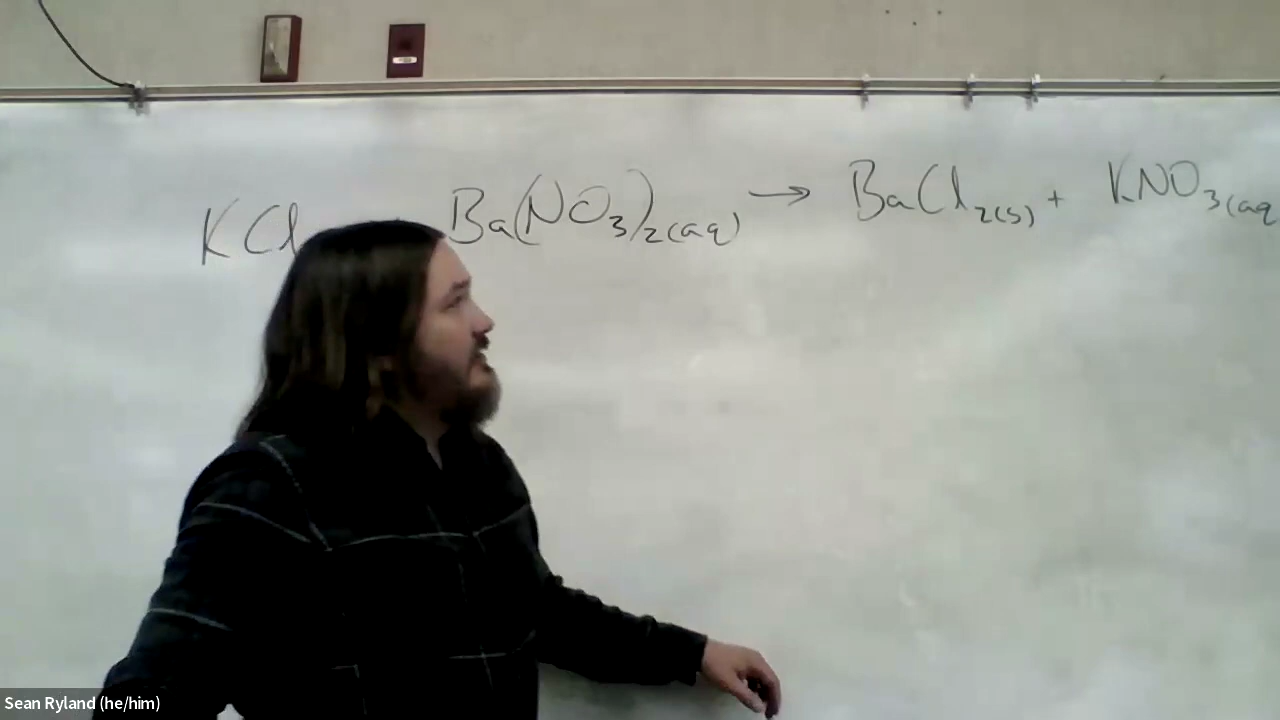 KCl Ba(NO3)2(aq) → BaCl2(s) + KNO3(aq
Sean Ryland (he/him)